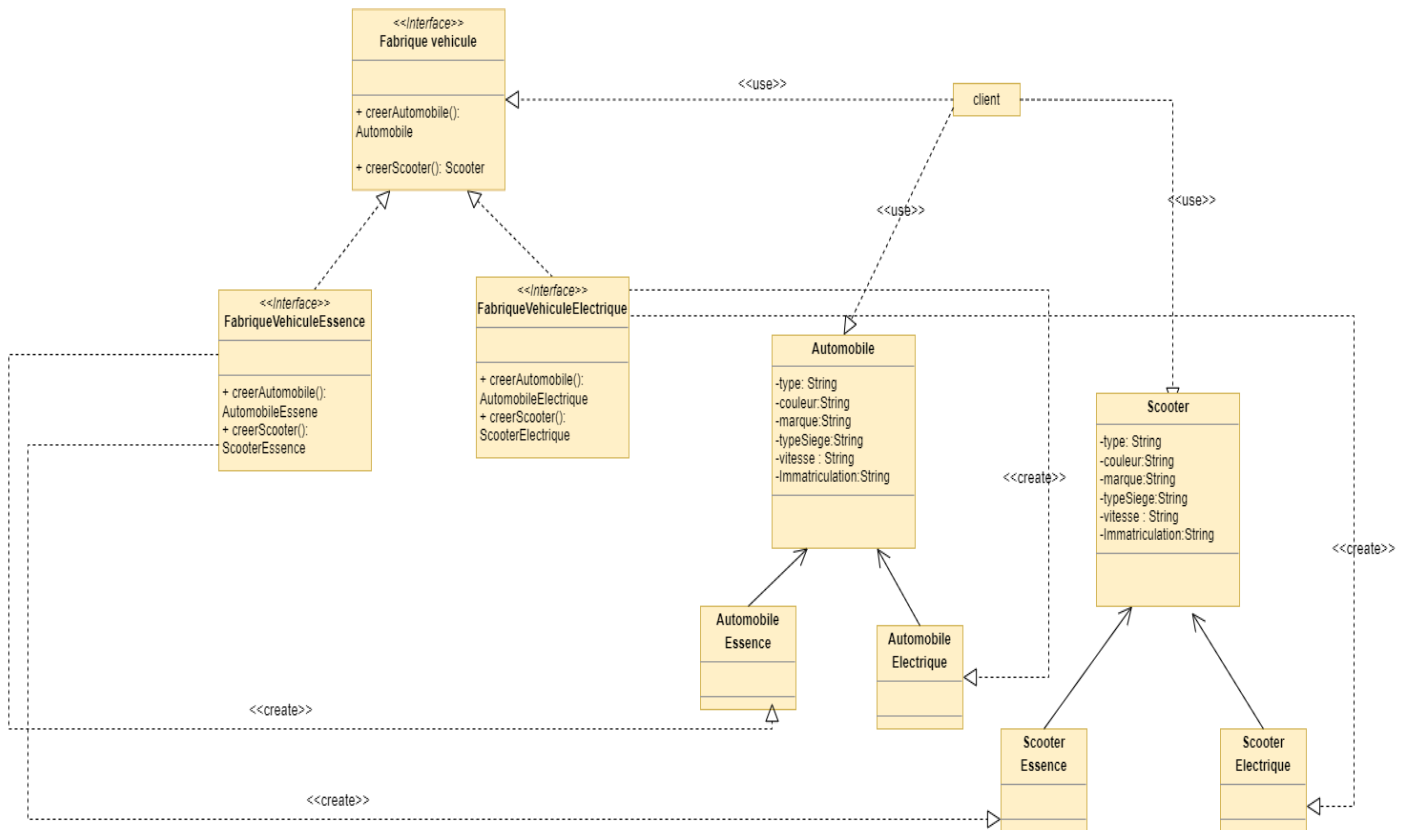 <<Interface>>
Fabrique vehicule
+ creerAutomobile():
Automobile
+ creerScooter(): Scooter
<<use>>
client
<<use>>
<<use>>
<<Interface>>
FabriqueVehiculeEssence
+ creerAutomobile():
AutomobileEssene
+ creerScooter():
ScooterEssence
<<Interface>>
FabriqueVehiculeElectrique
+ creerAutomobile():
AutomobileElectrique
+ creerScooter():
ScooterElectrique
Automobile
-type: String
-couleur:String
-marque:String
-typeSiege:String
-vitesse : String
-Immatriculation:String
Scooter
-type: String
-couleur:String
-marque:String
-typeSiege:String
-vitesse : String
-Immatriculation:String
<<create>>
<<create>>
Automobile
Essence
Automobile
Electrique
<<create>>
Scooter
Essence
Scooter
Electrique
<<create>>